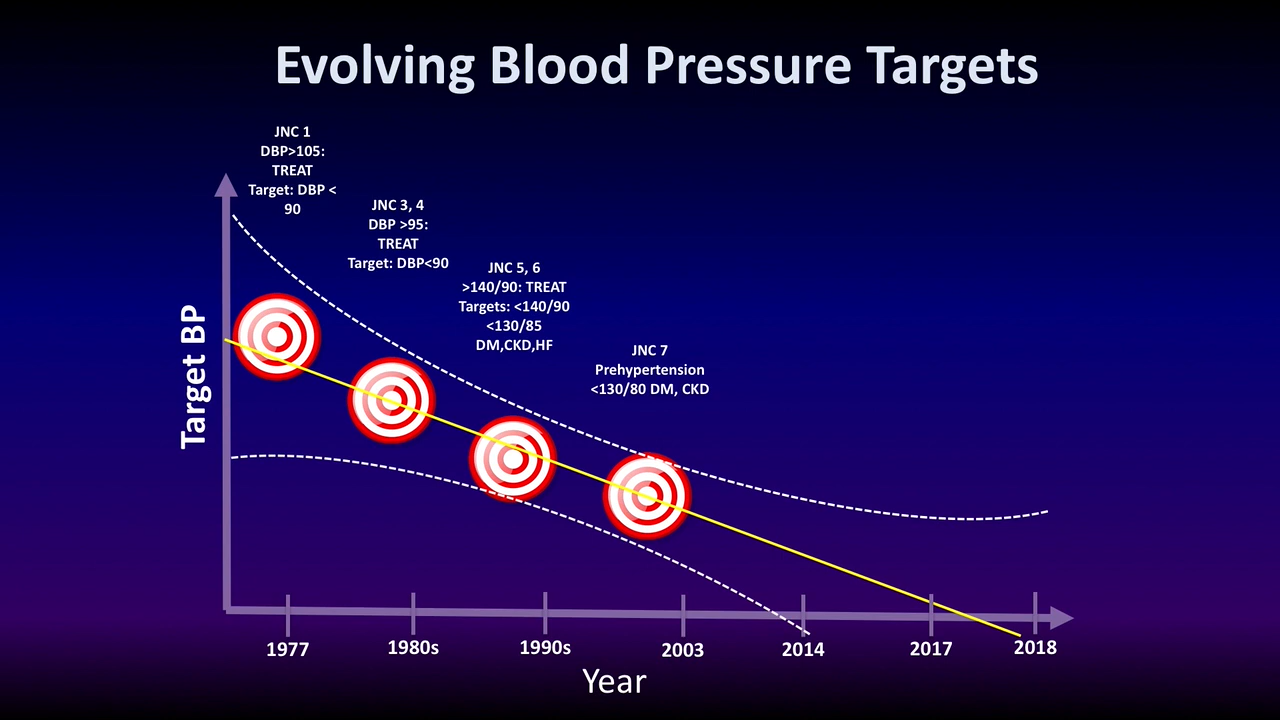 Evolving Blood Pressure Targets
JNC 1
DBP>105:
TREAT
Target: DBP <
90
JNC 3, 4
DBP >95:
TREAT
Target: DBP<90
JNC 5, 6
>140/90: TREAT
Targets: <140/90
<130/85
DM,CKD,HF
JNC 7
Prehypertension
<130/80 DM, CKD
Target BP
1977
1980s
1990s
2003
2014
2017
2018
Year